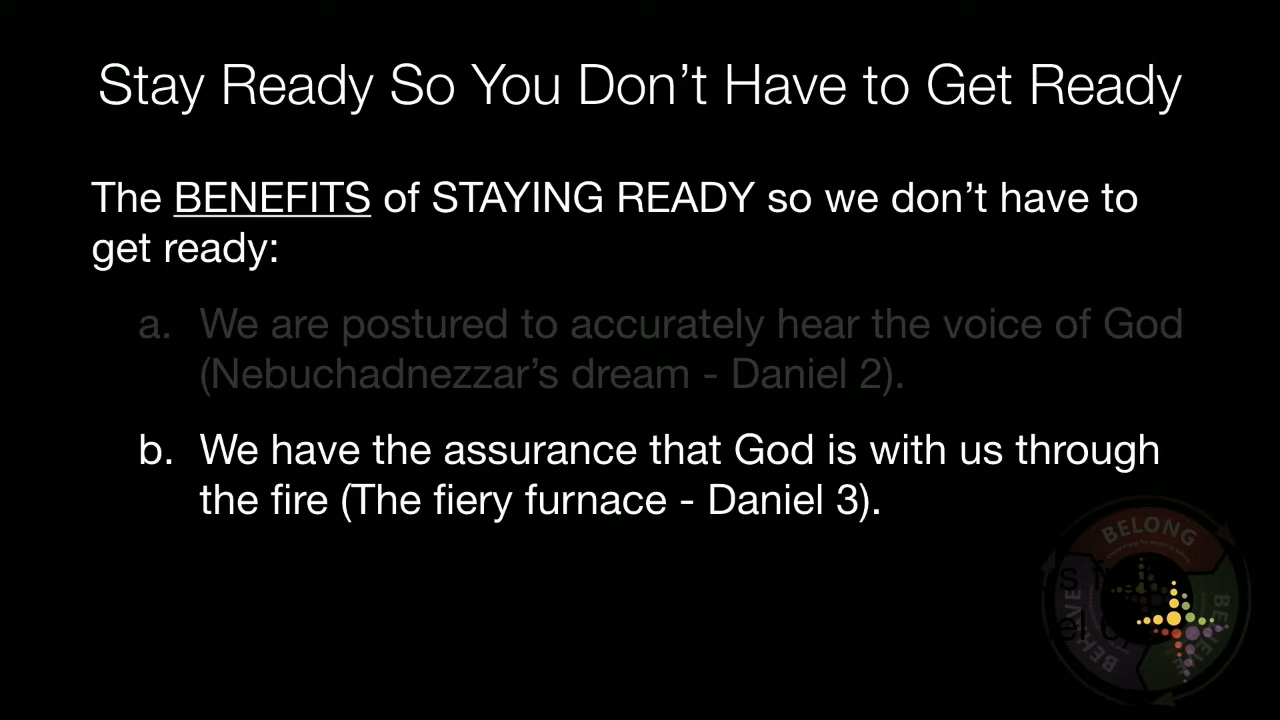 Stay Ready So You Don’t Have to Get Ready
The BENEFITS of STAYING READY so we don’t have to
get ready:
a. We are postured to accurately hear the voice of God
(Nebuchadnezzar’s dream - Daniel 2).
b. We have the assurance that God is with us through
the fire (The fiery furnace - Daniel 3).
BELONG